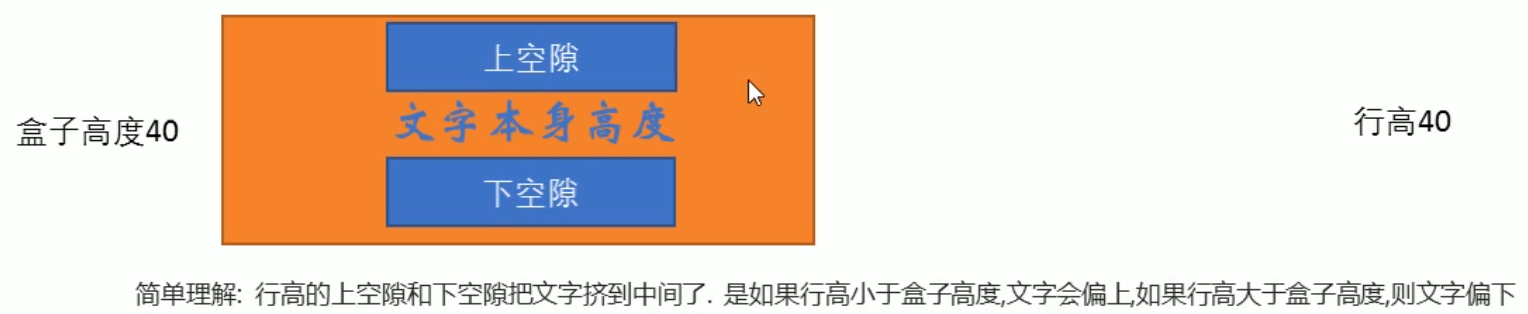 上空隙
盒子高度40
文字本身高度
行高40
下空隙
简单理解: 行高的上空隙和下空隙把文字挤到中间了. 是如果行高小于盒子高度,文字会偏上,如果行高大于盒子高度,则文字偏下